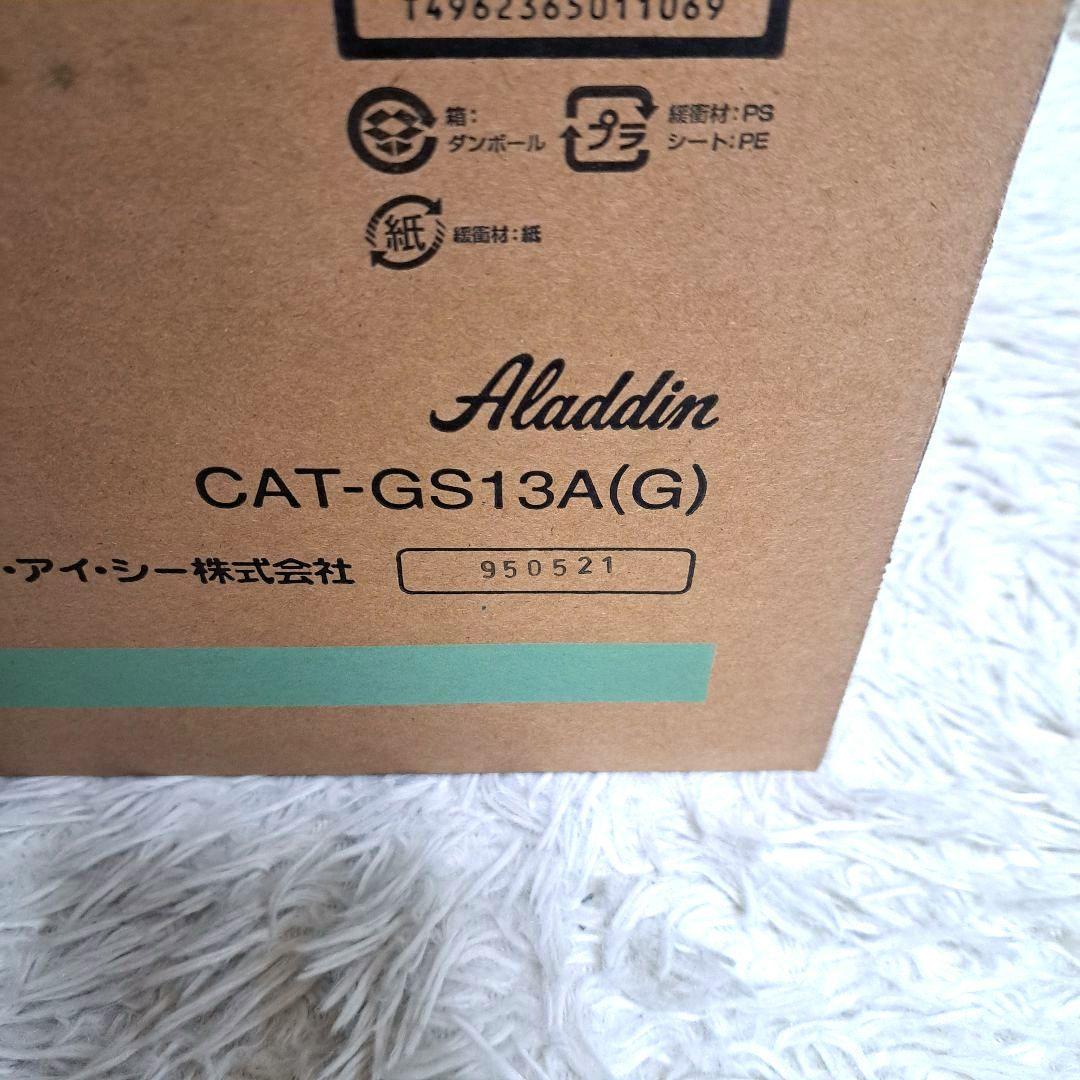 T4962365011069
箱:
ダンボール
プラ
緩衝材:PS
シート:PE
紙
緩衝材:紙
Aladdin
CAT-GS13A(G)
・アイ・シー株式会社
950521